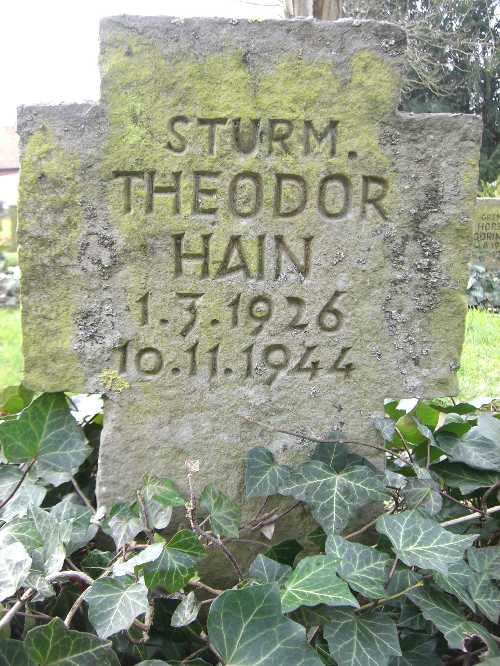 STURM.
THEODOR
HAIN
1.3.1926
10.11.1944